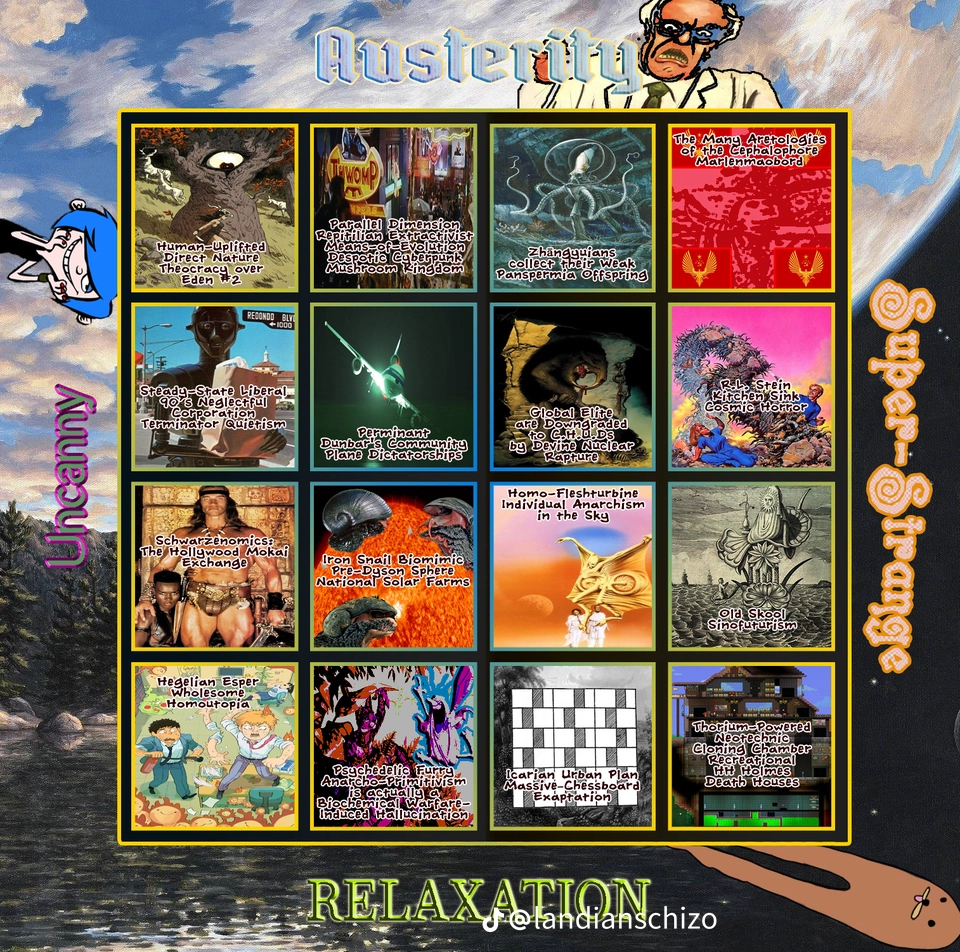 Austerity
Human-Uplifted
Direct Nature
Theocracy over
Eden #2
THWOMP
Parallel Dimension
Reptilian Extractivist
Means-of-Evolution
Despotic Cyberpunk
Mushroom Kingdom
Zhāngyúians
collect their Weak
Panspermia Offspring
The Many Aretologies
of the Cephalophore
Marlenmaobord
Uncanny
Super-Strange
REDONDO BLVD
1000
Steady-State Liberal
90's Neglectful
Corporation
Terminator Quietism
Perminant
Dunbar's Community
Plane Dictatorships
Global Elite
are Downgraded
by Devine Nuclear
Rapture
R.L. Stein
Kitchen Sink
Cosmic Horror
Schwarzenomics:
The Hollywood Mokai
Exchange
Iron Snail Biomimic
Pre-Dyson Sphere
National Solar Farms
Homo-Fleshturbine
Individual Anarchism
in the Sky
Old Skool
Sinofuturism
Hegelian Esper
Wholesome
Homoutopia
Psychedelic Furry
Anarcho-Primitivism
is actually a
Biochemical Warfare-
Induced Hallucination
Icarian Urban Plan
Massive-Chessboard
Exaptation
Thorium-Powered
Neotechnic
Cloning Chamber
Recreational
HH Holmes
Death Houses
RELAXATION
@landianschizo